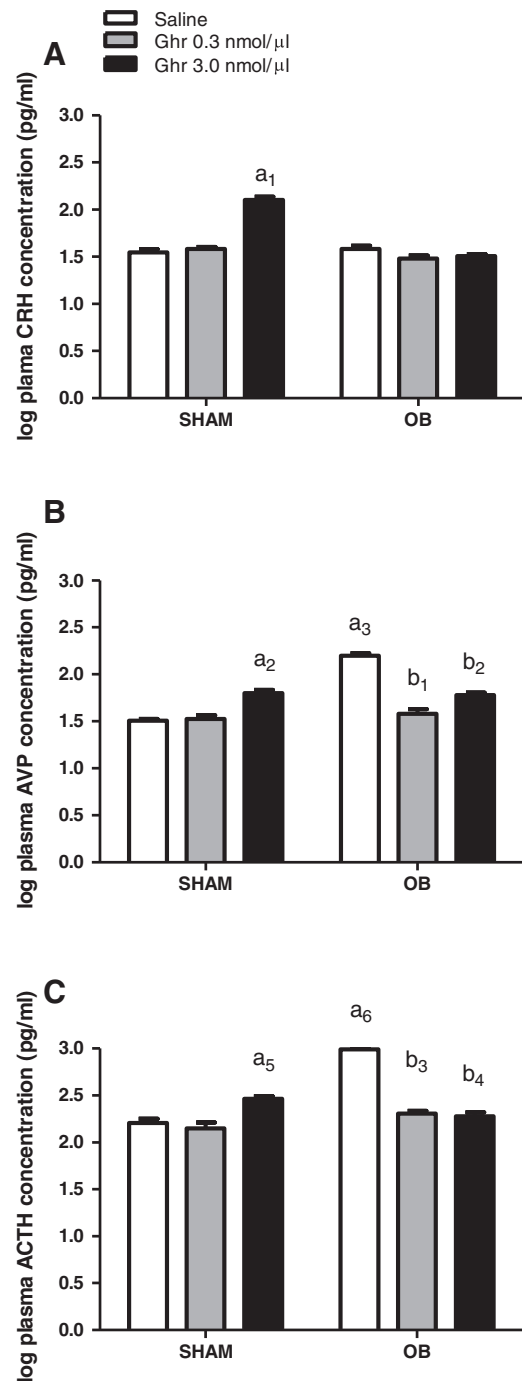 Saline
Ghr 0.3 nmol/μl
Ghr 3.0 nmol/μl
A
log plama CRH concentration (pg/ml)
3.0
2.5
2.0
1.5
1.0
0.5
0.0
a1
SHAM
OB
B
log plasma AVP concentration (pg/ml)
3.0
2.5
2.0
1.5
1.0
0.5
0.0
a2
a3
b1
b2
SHAM
OB
C
log plasma ACTH concentration (pg/ml)
3.0
2.5
2.0
1.5
1.0
0.5
0.0
a5
a6
b3
b4
SHAM
OB